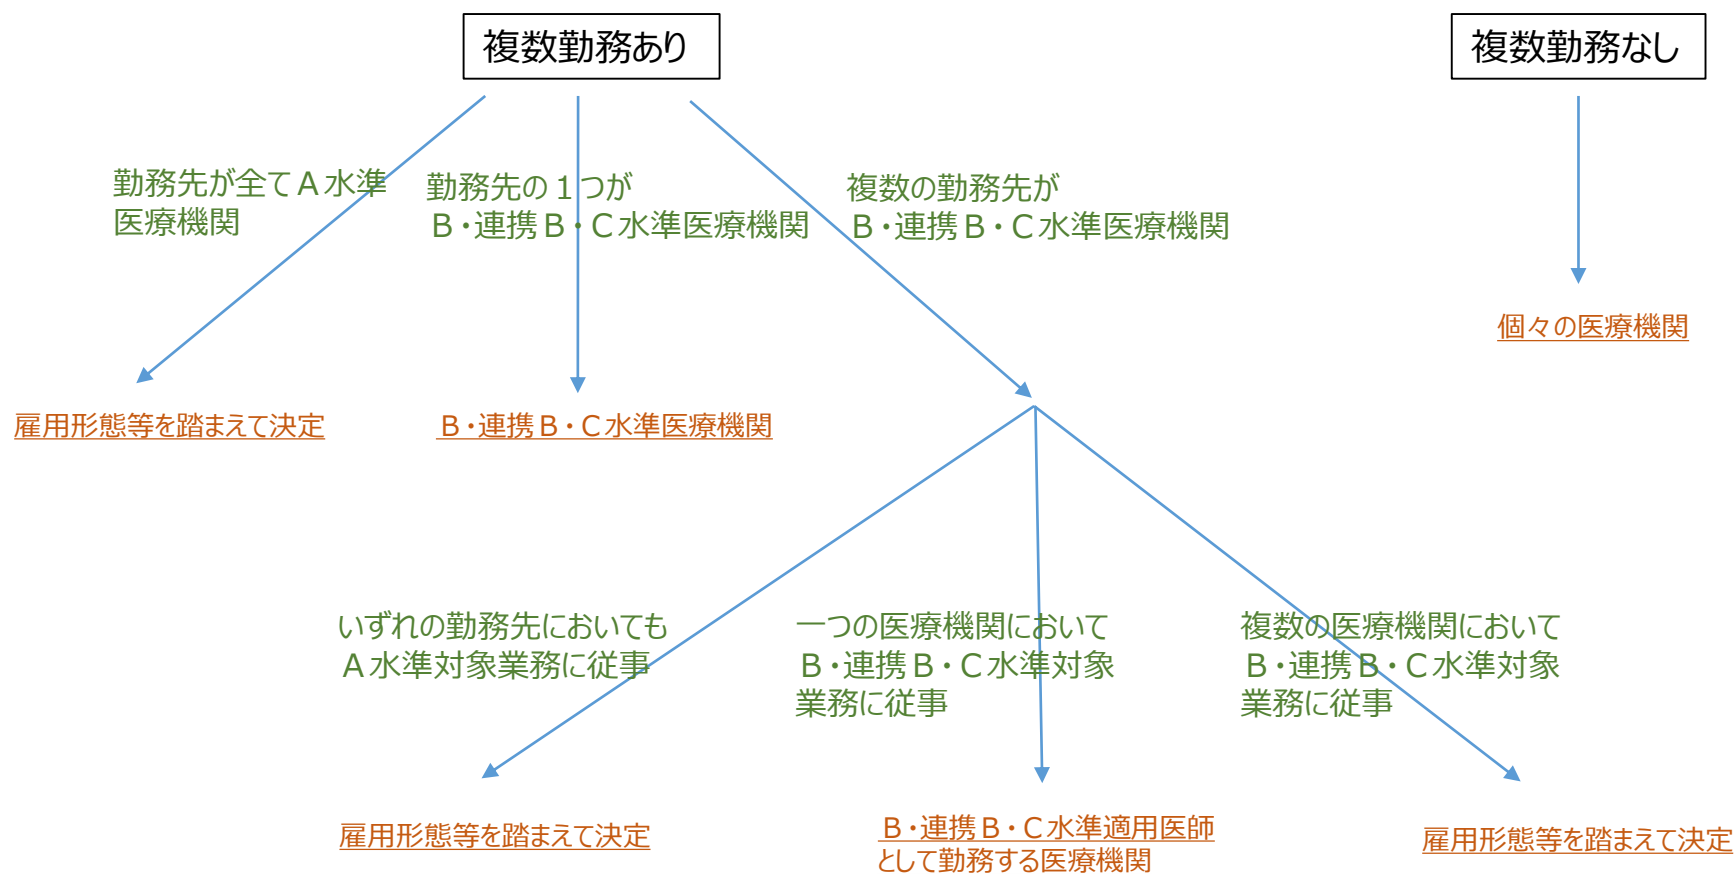 複数勤務あり
複数勤務なし
勤務先が全てＡ水準
医療機関
勤務先の１つが
Ｂ・連携Ｂ・Ｃ水準医療機関
複数の勤務先が
Ｂ・連携Ｂ・Ｃ水準医療機関
個々の医療機関
雇用形態等を踏まえて決定
Ｂ・連携Ｂ・Ｃ水準医療機関
いずれの勤務先においても
Ａ水準対象業務に従事
一つの医療機関において
Ｂ・連携Ｂ・Ｃ水準対象
業務に従事
複数の医療機関において
Ｂ・連携Ｂ・Ｃ水準対象
業務に従事
雇用形態等を踏まえて決定
Ｂ・連携Ｂ・Ｃ水準適用医師
として勤務する医療機関
雇用形態等を踏まえて決定